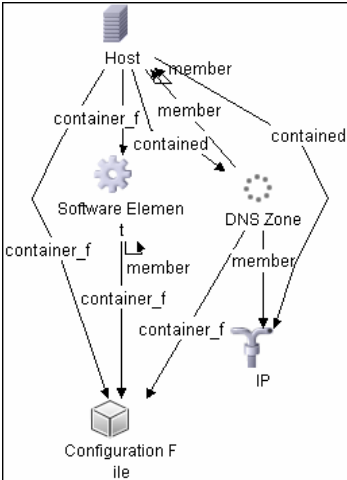 Host
member
member
container_f
contained
contained
Software Elemen
t
DNS Zone
container_f
member
member
container_f
container_f
IP
Configuration F
ile